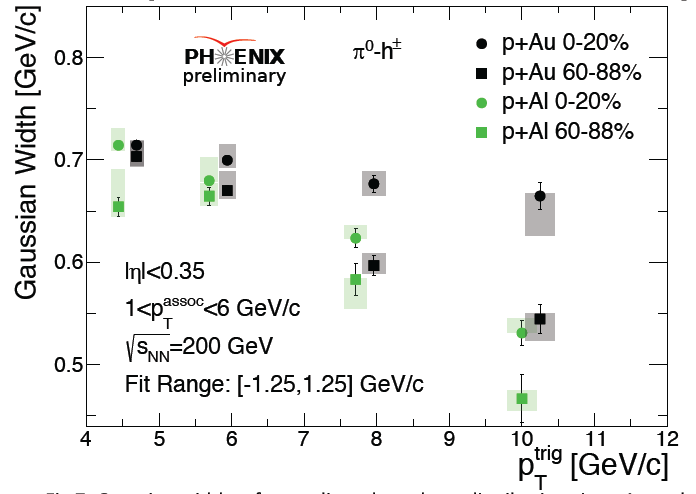 Gaussian Width [GeV/c]
0.8
0.7
0.6
0.5
PHENIX
preliminary
π⁰-h±
p+Au 0-20%
p+Au 60-88%
p+Al 0-20%
p+Al 60-88%
|η|<0.35
1<p_T^assoc<6 GeV/c
√s_NN=200 GeV
Fit Range: [-1.25,1.25] GeV/c
4 5 6 7 8 9 10 11 12
p_T^trig [GeV/c]